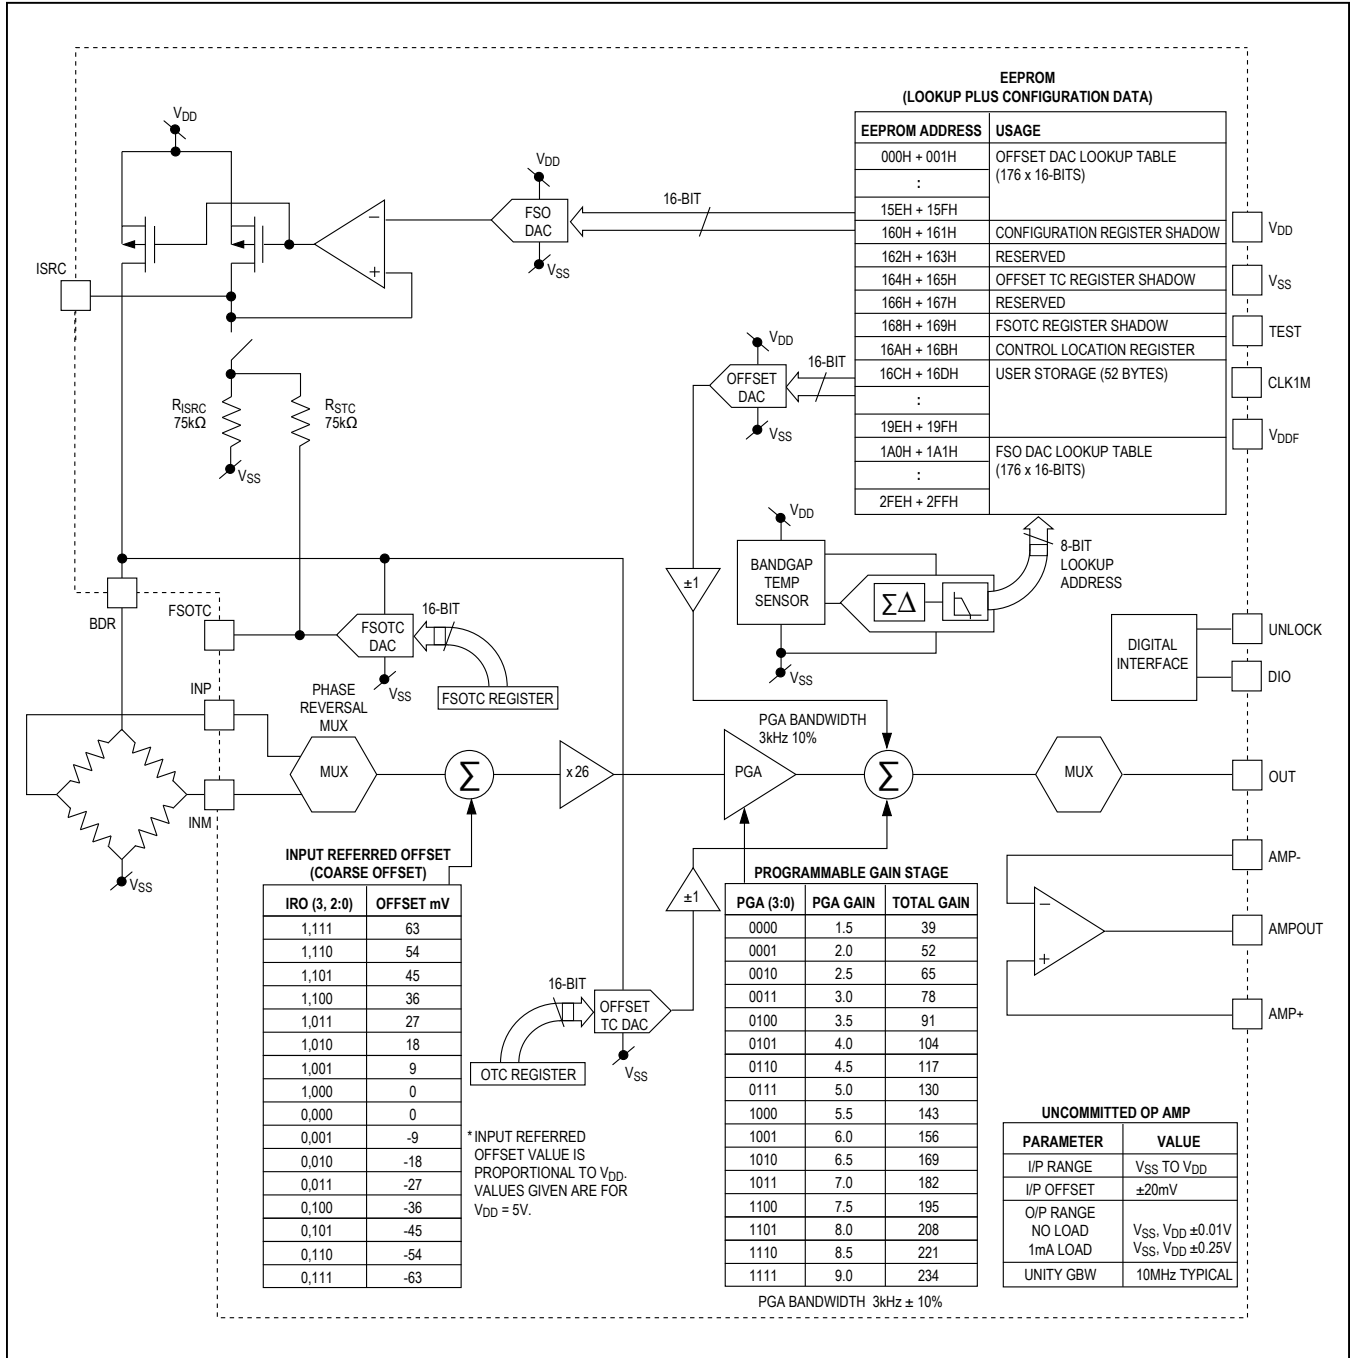 EEPROM
(LOOKUP PLUS CONFIGURATION DATA)
EEPROM ADDRESS USAGE
000H + 001H OFFSET DAC LOOKUP TABLE
(176 x 16-BITS)
:
15EH + 15FH
160H + 161H CONFIGURATION REGISTER SHADOW
162H + 163H RESERVED
164H + 165H OFFSET TC REGISTER SHADOW
166H + 167H RESERVED
168H + 169H FSOTC REGISTER SHADOW
16AH + 16BH CONTROL LOCATION REGISTER
16CH + 16DH USER STORAGE (52 BYTES)
:
19EH + 19FH
1A0H + 1A1H FSO DAC LOOKUP TABLE
(176 x 16-BITS)
:
2FEH + 2FFH
VDD
VDD
16-BIT
FSO
DAC
VSS
ISRC
−
+
VDD
16-BIT
OFFSET
DAC
VSS
RISRC
75kΩ
RSTC
75kΩ
VSS
VDD
VSS
TEST
CLK1M
VDDF
VDD
BANDGAP
TEMP
SENSOR
ΣΔ
8-BIT
LOOKUP
ADDRESS
VSS
±1
BDR
FSOTC
16-BIT
FSOTC
DAC
VSS
FSOTC REGISTER
DIGITAL
INTERFACE
UNLOCK
DIO
INP
PHASE
REVERSAL
MUX
MUX
INM
VSS
Σ
x 26
PGA BANDWIDTH
3kHz 10%
PGA
Σ
MUX
OUT
AMP-
−
AMPOUT
+
AMP+
±1
16-BIT
OFFSET
TC DAC
VSS
OTC REGISTER
INPUT REFERRED OFFSET
(COARSE OFFSET)
IRO (3, 2:0) OFFSET mV
1,111 63
1,110 54
1,101 45
1,100 36
1,011 27
1,010 18
1,001 9
1,000 0
0,000 0
0,001 -9
0,010 -18
0,011 -27
0,100 -36
0,101 -45
0,110 -54
0,111 -63
* INPUT REFERRED
OFFSET VALUE IS
PROPORTIONAL TO VDD.
VALUES GIVEN ARE FOR
VDD = 5V.
PROGRAMMABLE GAIN STAGE
PGA (3:0) PGA GAIN TOTAL GAIN
0000 1.5 39
0001 2.0 52
0010 2.5 65
0011 3.0 78
0100 3.5 91
0101 4.0 104
0110 4.5 117
0111 5.0 130
1000 5.5 143
1001 6.0 156
1010 6.5 169
1011 7.0 182
1100 7.5 195
1101 8.0 208
1110 8.5 221
1111 9.0 234
PGA BANDWIDTH 3kHz ± 10%
UNCOMMITTED OP AMP
PARAMETER VALUE
I/P RANGE VSS TO VDD
I/P OFFSET ±20mV
O/P RANGE
NO LOAD VSS, VDD ±0.01V
1mA LOAD VSS, VDD ±0.25V
UNITY GBW 10MHz TYPICAL